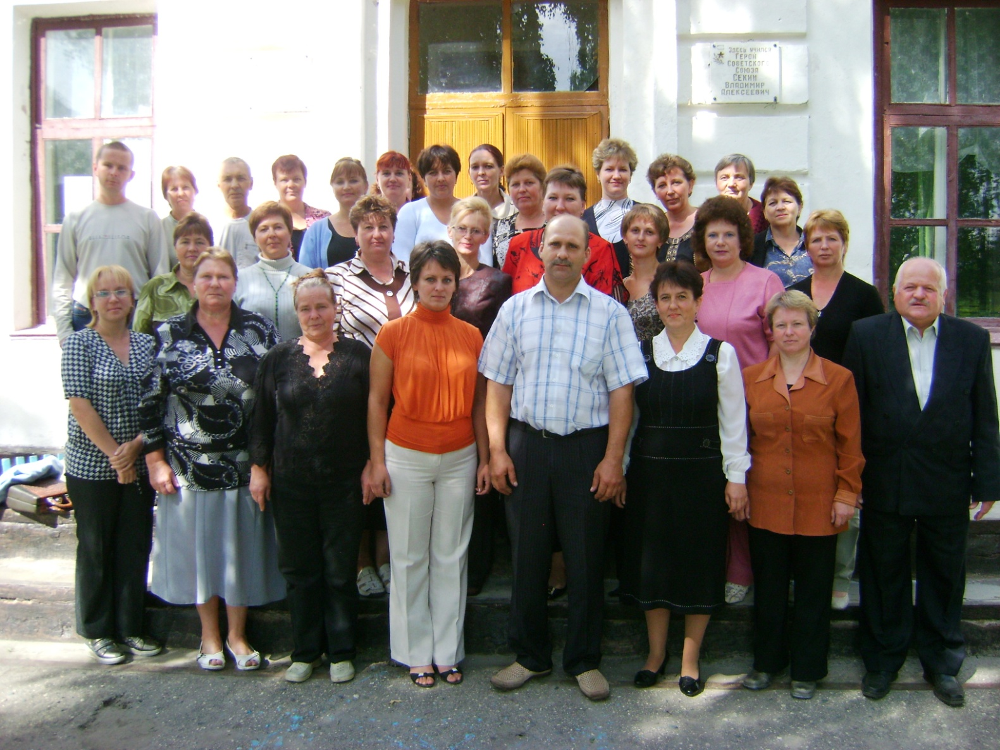 Здесь учился
Герой
Советского
Союза
Секин
Владимир
Алексеевич